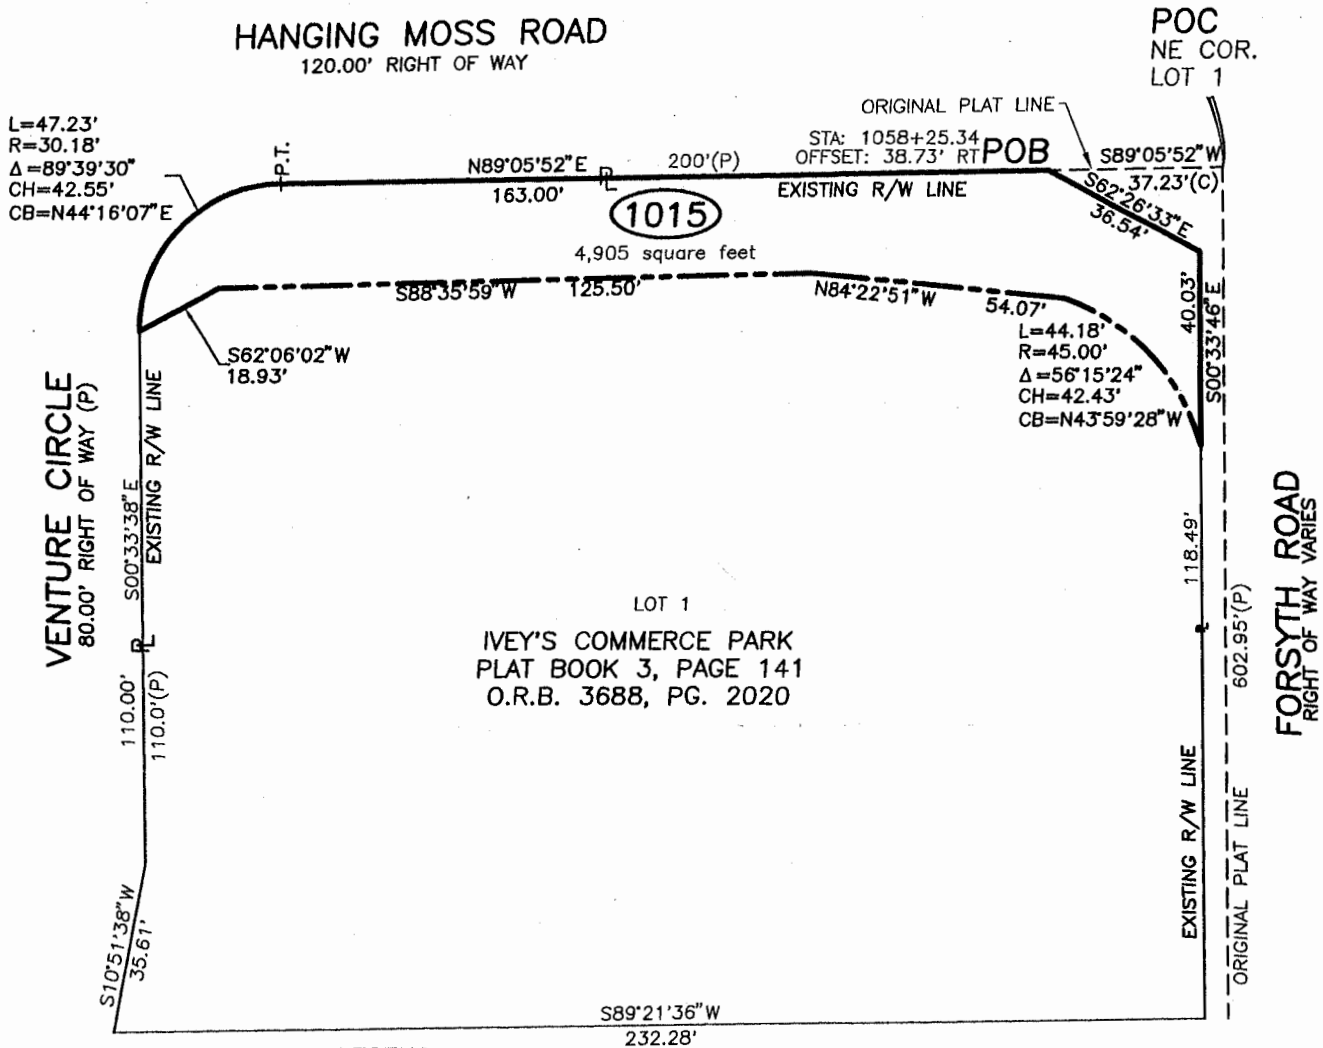 HANGING MOSS ROAD
120.00' RIGHT OF WAY
POC
NE COR.
LOT 1
L=47.23'
R=30.18'
Δ=89°39'30"
CH=42.55'
CB=N44°16'07"E
P.T.
N89°05'52"E
163.00'
PL
200'(P)
ORIGINAL PLAT LINE
STA: 1058+25.34
OFFSET: 38.73' RT
POB
EXISTING R/W LINE
S89°05'52"W
37.23'(C)
S62°26'33"E
36.54'
1015
4,905 square feet
S88°35'59"W
125.50'
N84°22'51"W
54.07'
40.03'
S00°33'46"E
L=44.18'
R=45.00'
Δ=56°15'24"
CH=42.43'
CB=N43°59'28"W
S62°06'02"W
18.93'
VENTURE CIRCLE
80.00' RIGHT OF WAY (P)
S00°33'38"E
EXISTING R/W LINE
PL
110.00'
110.0'(P)
S10°51'38"W
35.61'
LOT 1
IVEY'S COMMERCE PARK
PLAT BOOK 3, PAGE 141
O.R.B. 3688, PG. 2020
118.49'
EXISTING R/W LINE
602.95'(P)
ORIGINAL PLAT LINE
FORSYTH ROAD
RIGHT OF WAY VARIES
S89°21'36"W
232.28'